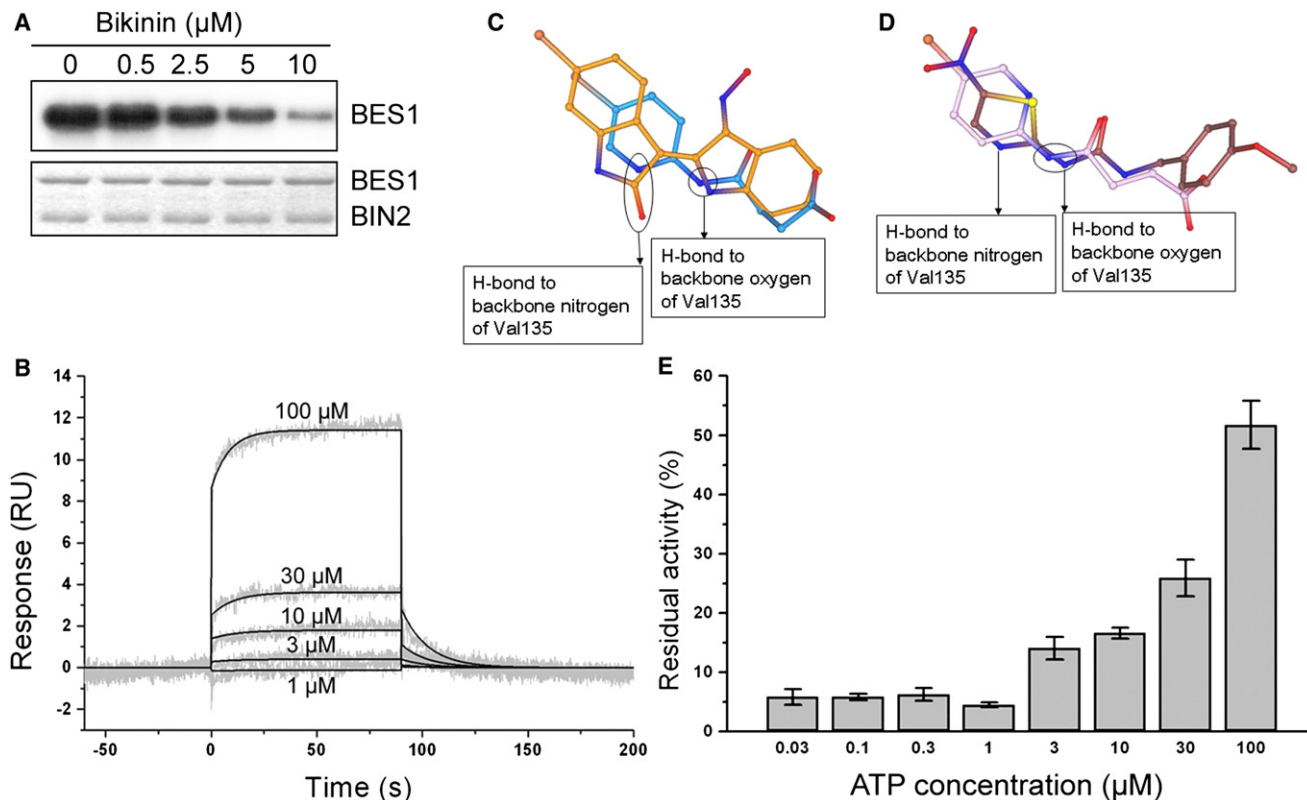 A
Bikinin (µM)
0 0.5 2.5 5 10
BES1
BES1
BIN2
C
H-bond to
backbone nitrogen
of Val135
H-bond to
backbone oxygen
of Val135
D
H-bond to
backbone nitrogen
of Val135
H-bond to
backbone oxygen
of Val135
B
Response (RU)
14
12
10
8
6
4
2
0
-2
100 µM
30 µM
10 µM
3 µM
1 µM
-50 0 50 100 150 200
Time (s)
E
Residual activity (%)
60
50
40
30
20
10
0
0.03 0.1 0.3 1 3 10 30 100
ATP concentration (µM)